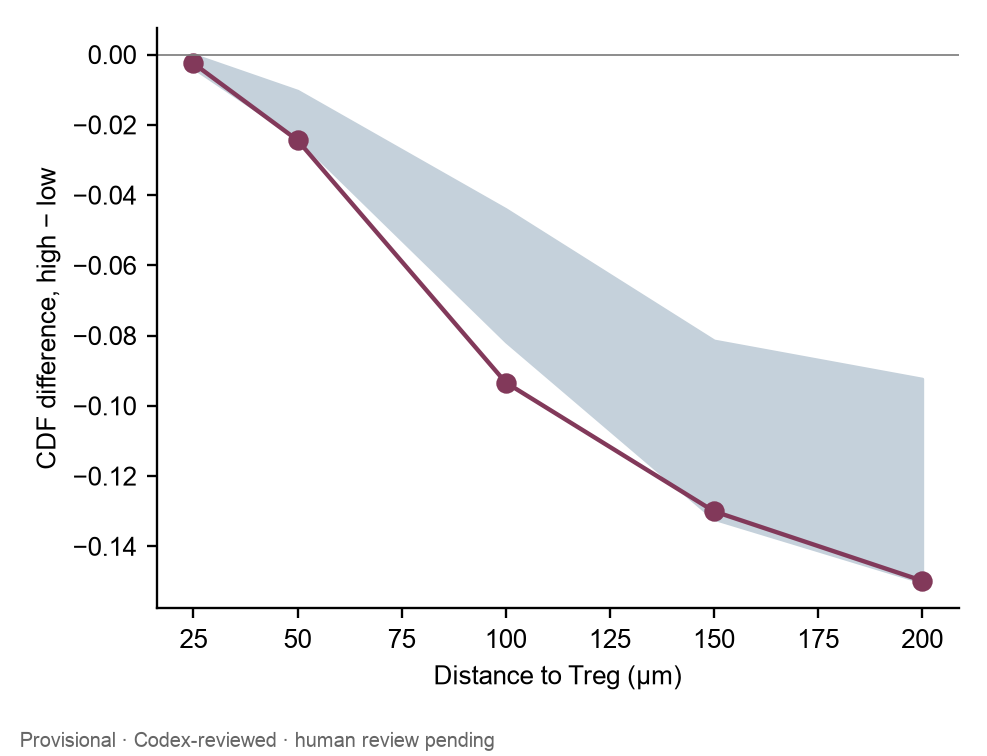 CDF difference, high − low
0.00
−0.02
−0.04
−0.06
−0.08
−0.10
−0.12
−0.14
25 50 75 100 125 150 175 200
Distance to Treg (μm)
Provisional · Codex-reviewed · human review pending